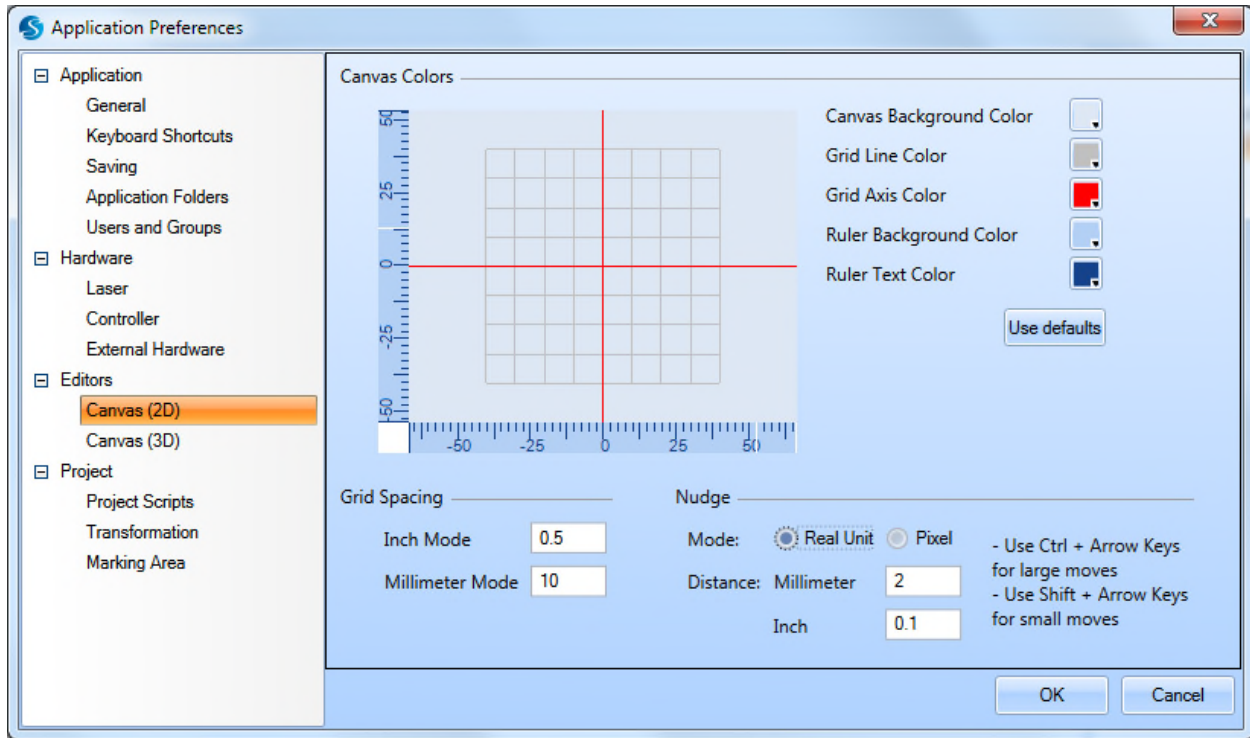 Application Preferences
Application
General
Keyboard Shortcuts
Saving
Application Folders
Users and Groups
Hardware
Laser
Controller
External Hardware
Editors
Canvas (2D)
Canvas (3D)
Project
Project Scripts
Transformation
Marking Area
Canvas Colors
50
25
0
-25
-50
-50 -25 0 25 50
Canvas Background Color
Grid Line Color
Grid Axis Color
Ruler Background Color
Ruler Text Color
Use defaults
Grid Spacing
Inch Mode 0.5
Millimeter Mode 10
Nudge
Mode: Real Unit Pixel
Distance: Millimeter 2
Inch 0.1
- Use Ctrl + Arrow Keys
for large moves
- Use Shift + Arrow Keys
for small moves
OK Cancel